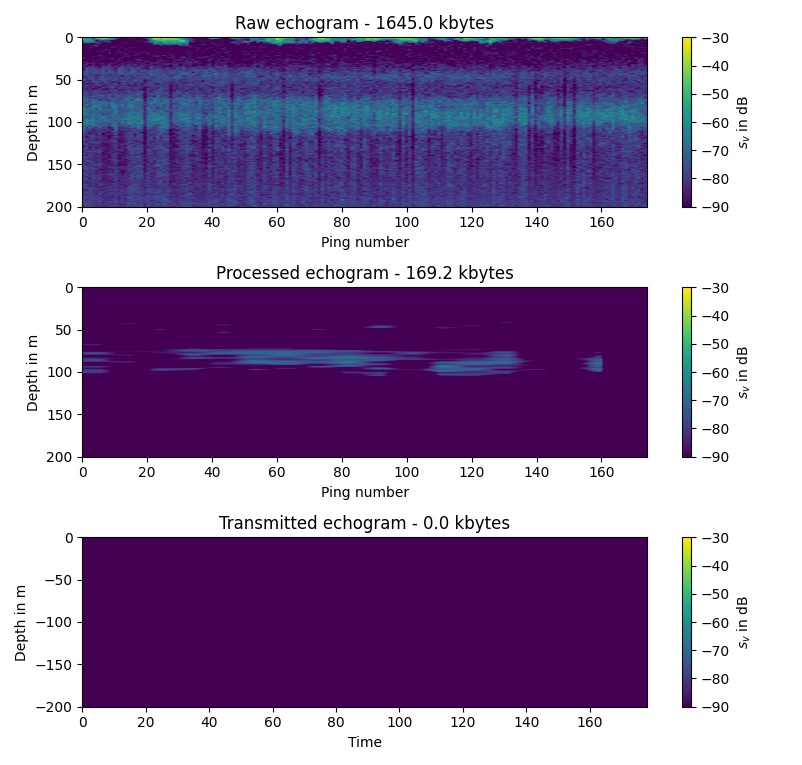 Raw echogram - 1645.0 kbytes
0
50
100
150
200
Depth in m
0 20 40 60 80 100 120 140 160
Ping number
−30
−40
−50
−60
−70
−80
−90
sv in dB
Processed echogram - 169.2 kbytes
0
50
100
150
200
Depth in m
0 20 40 60 80 100 120 140 160
Ping number
−30
−40
−50
−60
−70
−80
−90
sv in dB
Transmitted echogram - 0.0 kbytes
0
−50
−100
−150
−200
Depth in m
0 20 40 60 80 100 120 140 160
Time
−30
−40
−50
−60
−70
−80
−90
sv in dB